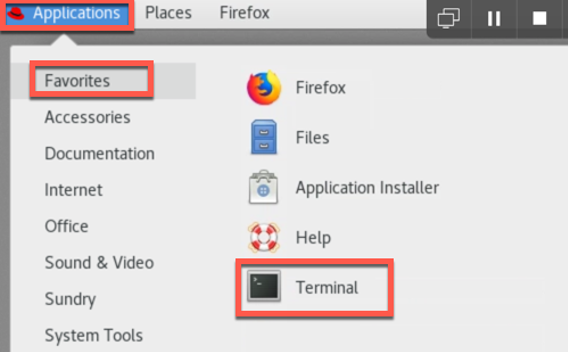 Applications Places Firefox
Favorites
Accessories
Documentation
Internet
Office
Sound & Video
Sundry
System Tools
Firefox
Files
Application Installer
Help
Terminal